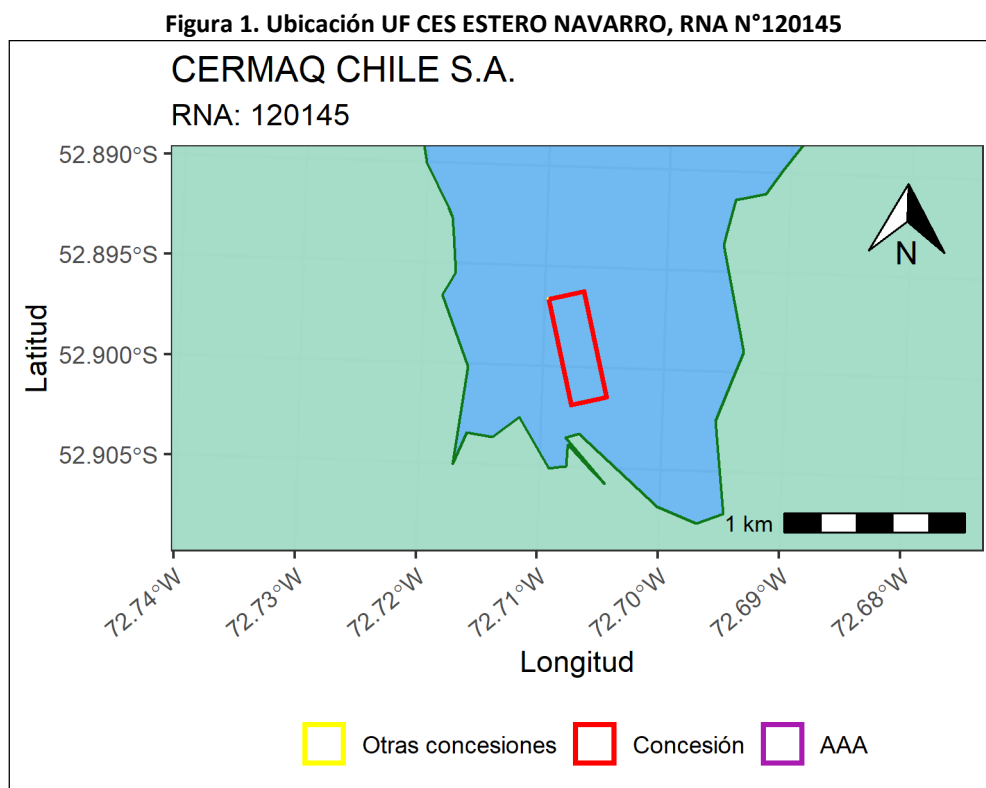 Figura 1. Ubicación UF CES ESTERO NAVARRO, RNA N°120145
CERMAQ CHILE S.A.
RNA: 120145
52.890°S
52.895°S
52.900°S
52.905°S
Latitud
N
1 km
72.74°W
72.73°W
72.72°W
72.71°W
72.70°W
72.69°W
72.68°W
Longitud
Otras concesiones
Concesión
AAA